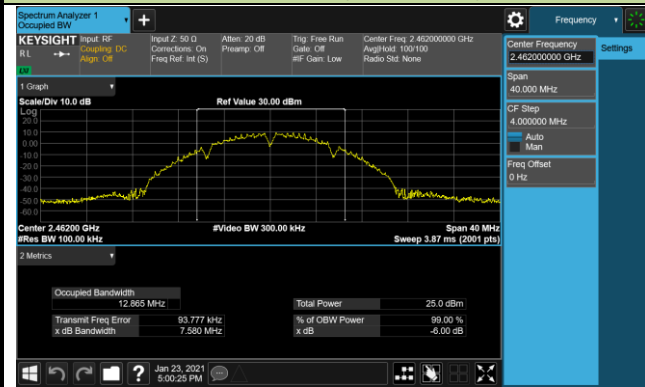 Spectrum Analyzer 1
Occupied BW
+
Frequency
KEYSIGHT
Input: RF
Input Z: 50 Ω
Atten: 20 dB
Trig: Free Run
Center Freq: 2.462000000 GHz
RL
Coupling: DC
Corrections: On
Preamp: Off
Gate: Off
Avg|Hold: 100/100
Align: Off
Freq Ref: Int (S)
#IF Gain: Low
Radio Std: None
Center Frequency
2.462000000 GHz
Settings
Span
40.000 MHz
CF Step
4.000000 MHz
Auto
Man
Freq Offset
0 Hz
1 Graph
Scale/Div 10.0 dB
Ref Value 30.00 dBm
Log
20.0
10.0
0.00
-10.0
-20.0
-30.0
-40.0
-50.0
-60.0
Center 2.46200 GHz
#Video BW 300.00 kHz
Span 40 MHz
#Res BW 100.00 kHz
Sweep 3.87 ms (2001 pts)
2 Metrics
Occupied Bandwidth
12.865 MHz
Total Power
25.0 dBm
Transmit Freq Error
93.777 kHz
% of OBW Power
99.00 %
x dB Bandwidth
7.580 MHz
x dB
-6.00 dB
?
Jan 23, 2021
5:00:25 PM